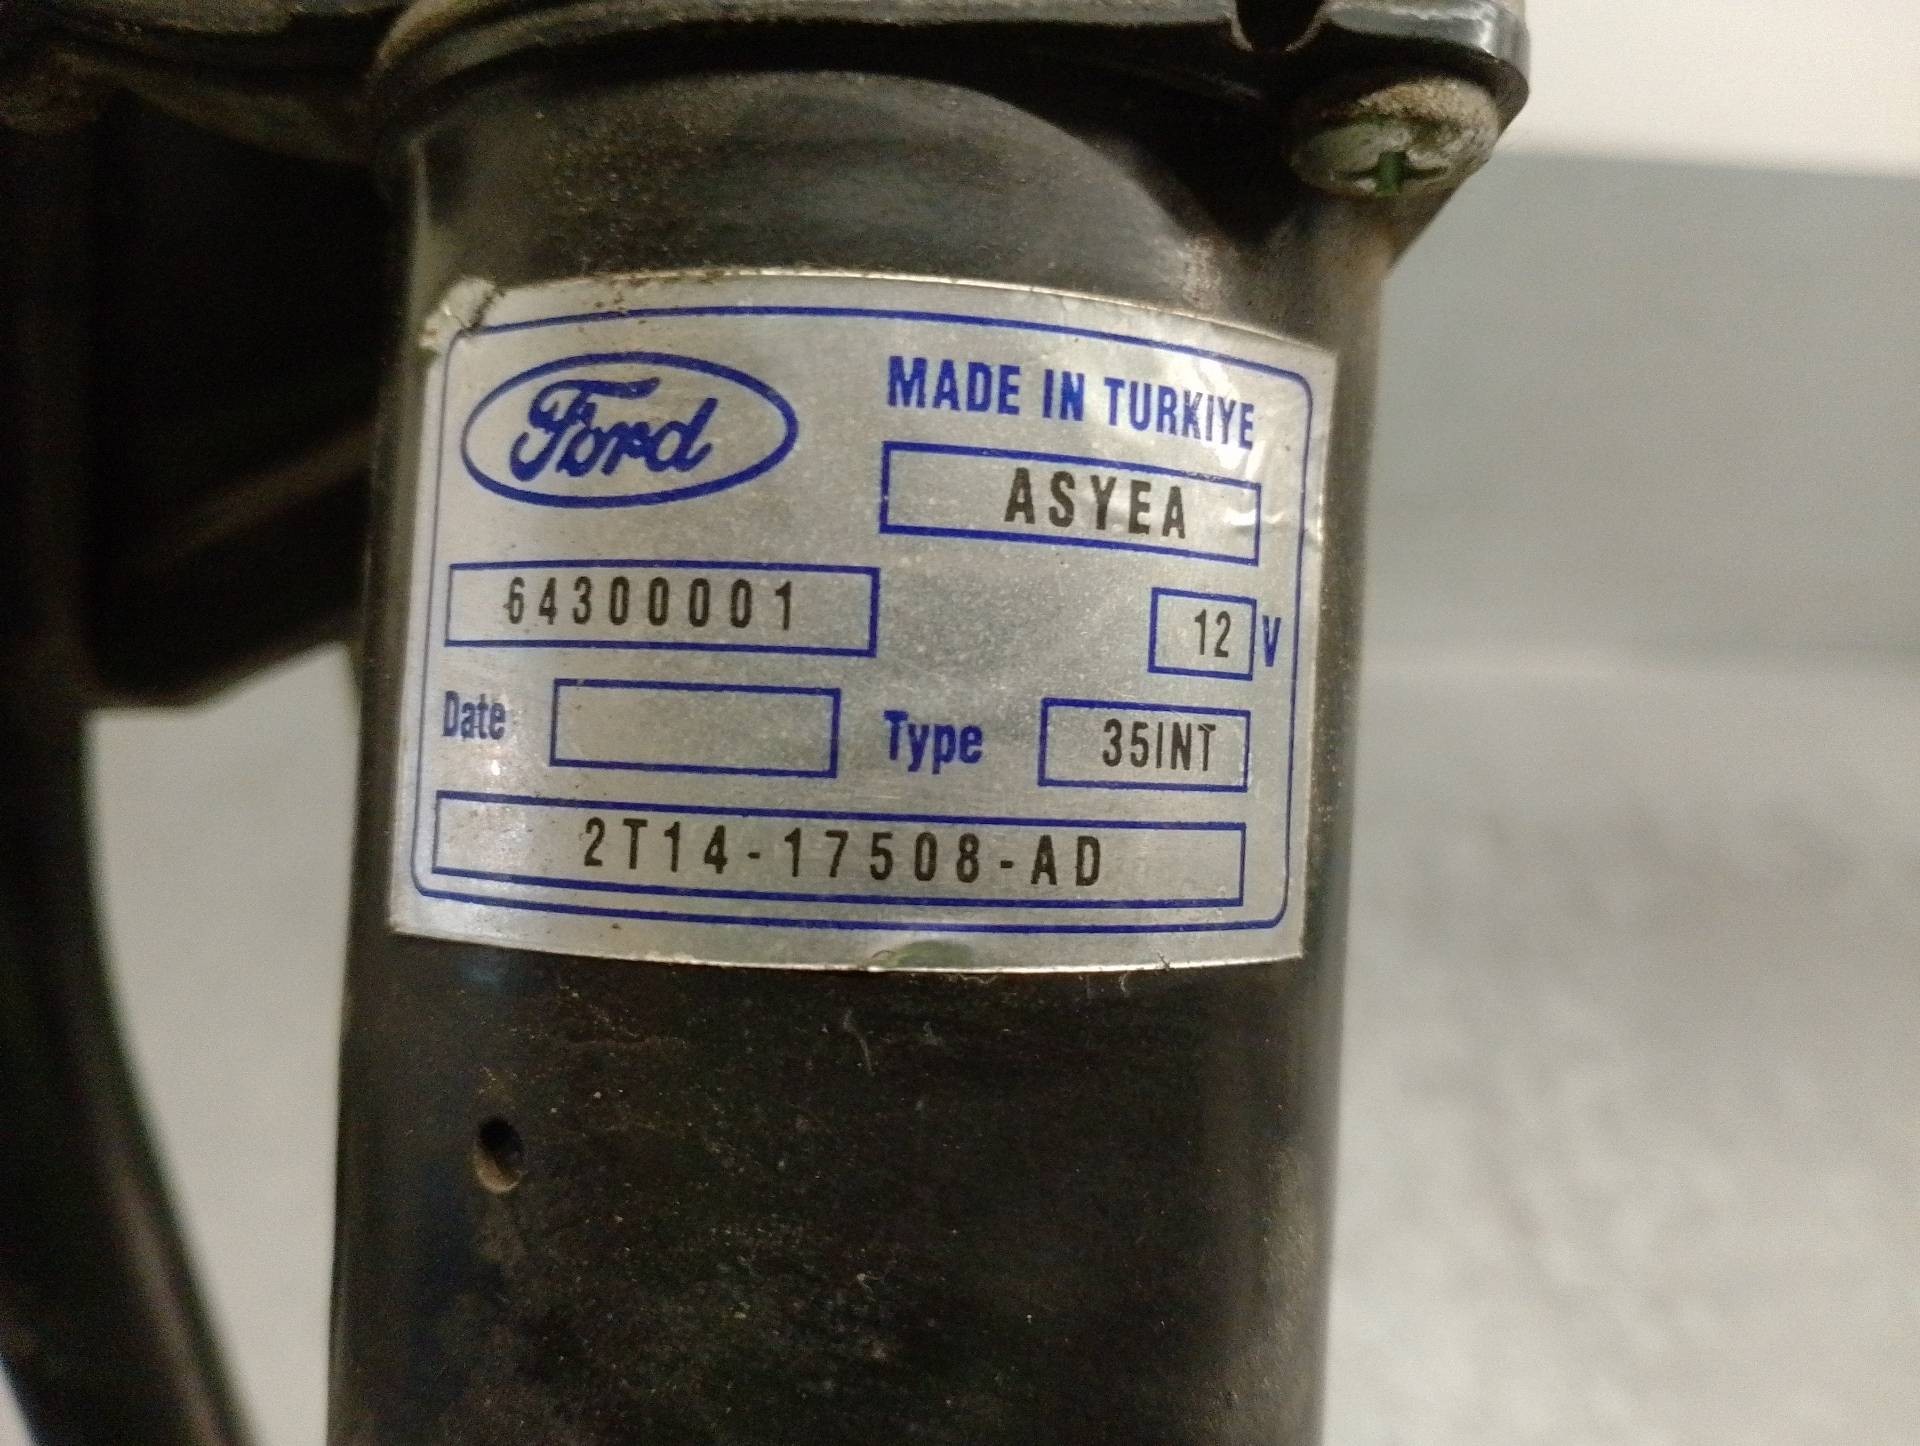 Ford
MADE IN TURKIYE
ASYEA
64300001
12 V
Date
Type 35INT
2T14-17508-AD